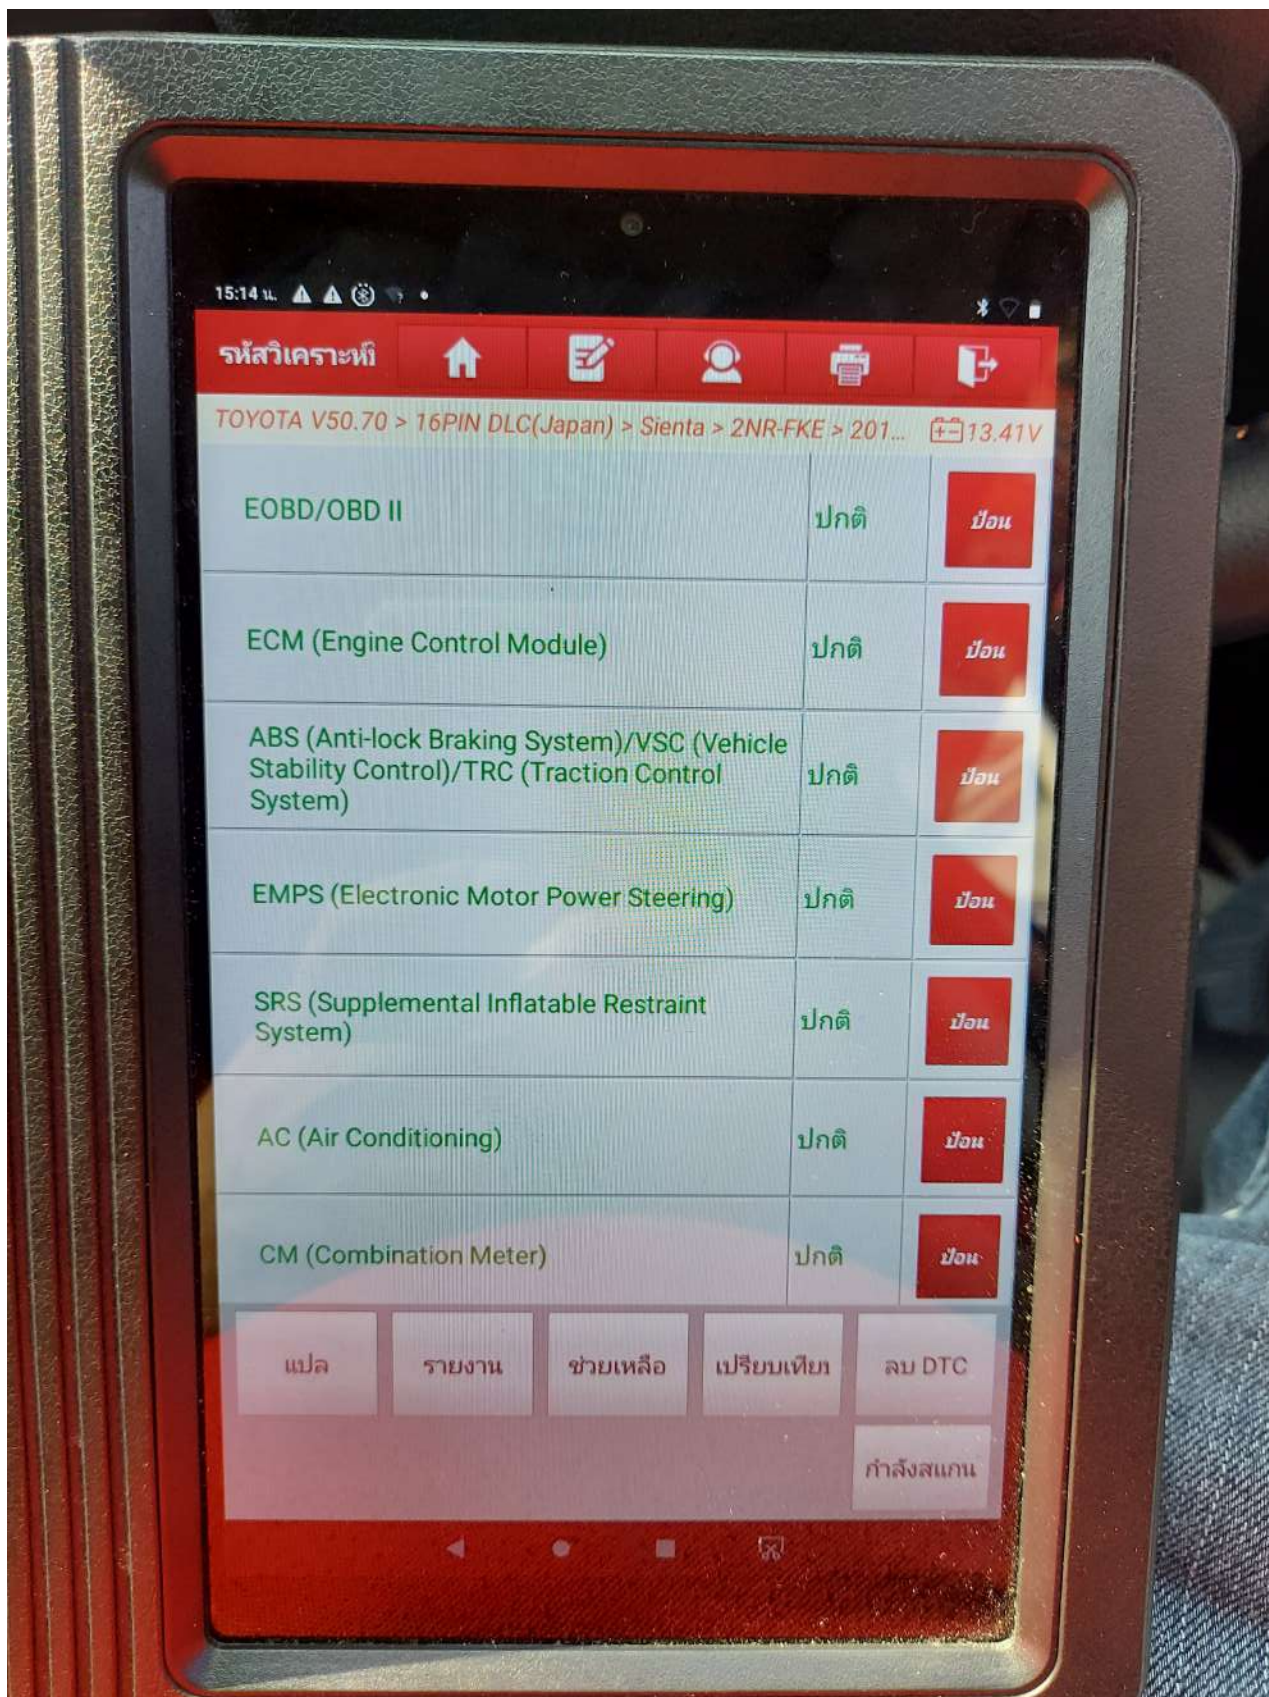 15:14 น.
รหัสวิเคราะห์
TOYOTA V50.70 > 16PIN DLC(Japan) > Sienta > 2NR-FKE > 201... 13.41V
EOBD/OBD II ปกติ ป้อน
ECM (Engine Control Module) ปกติ ป้อน
ABS (Anti-lock Braking System)/VSC (Vehicle
Stability Control)/TRC (Traction Control
System) ปกติ ป้อน
EMPS (Electronic Motor Power Steering) ปกติ ป้อน
SRS (Supplemental Inflatable Restraint
System) ปกติ ป้อน
AC (Air Conditioning) ปกติ ป้อน
CM (Combination Meter) ปกติ ป้อน
แปล รายงาน ช่วยเหลือ เปรียบเทีย ลบ DTC
กำลังสแกน